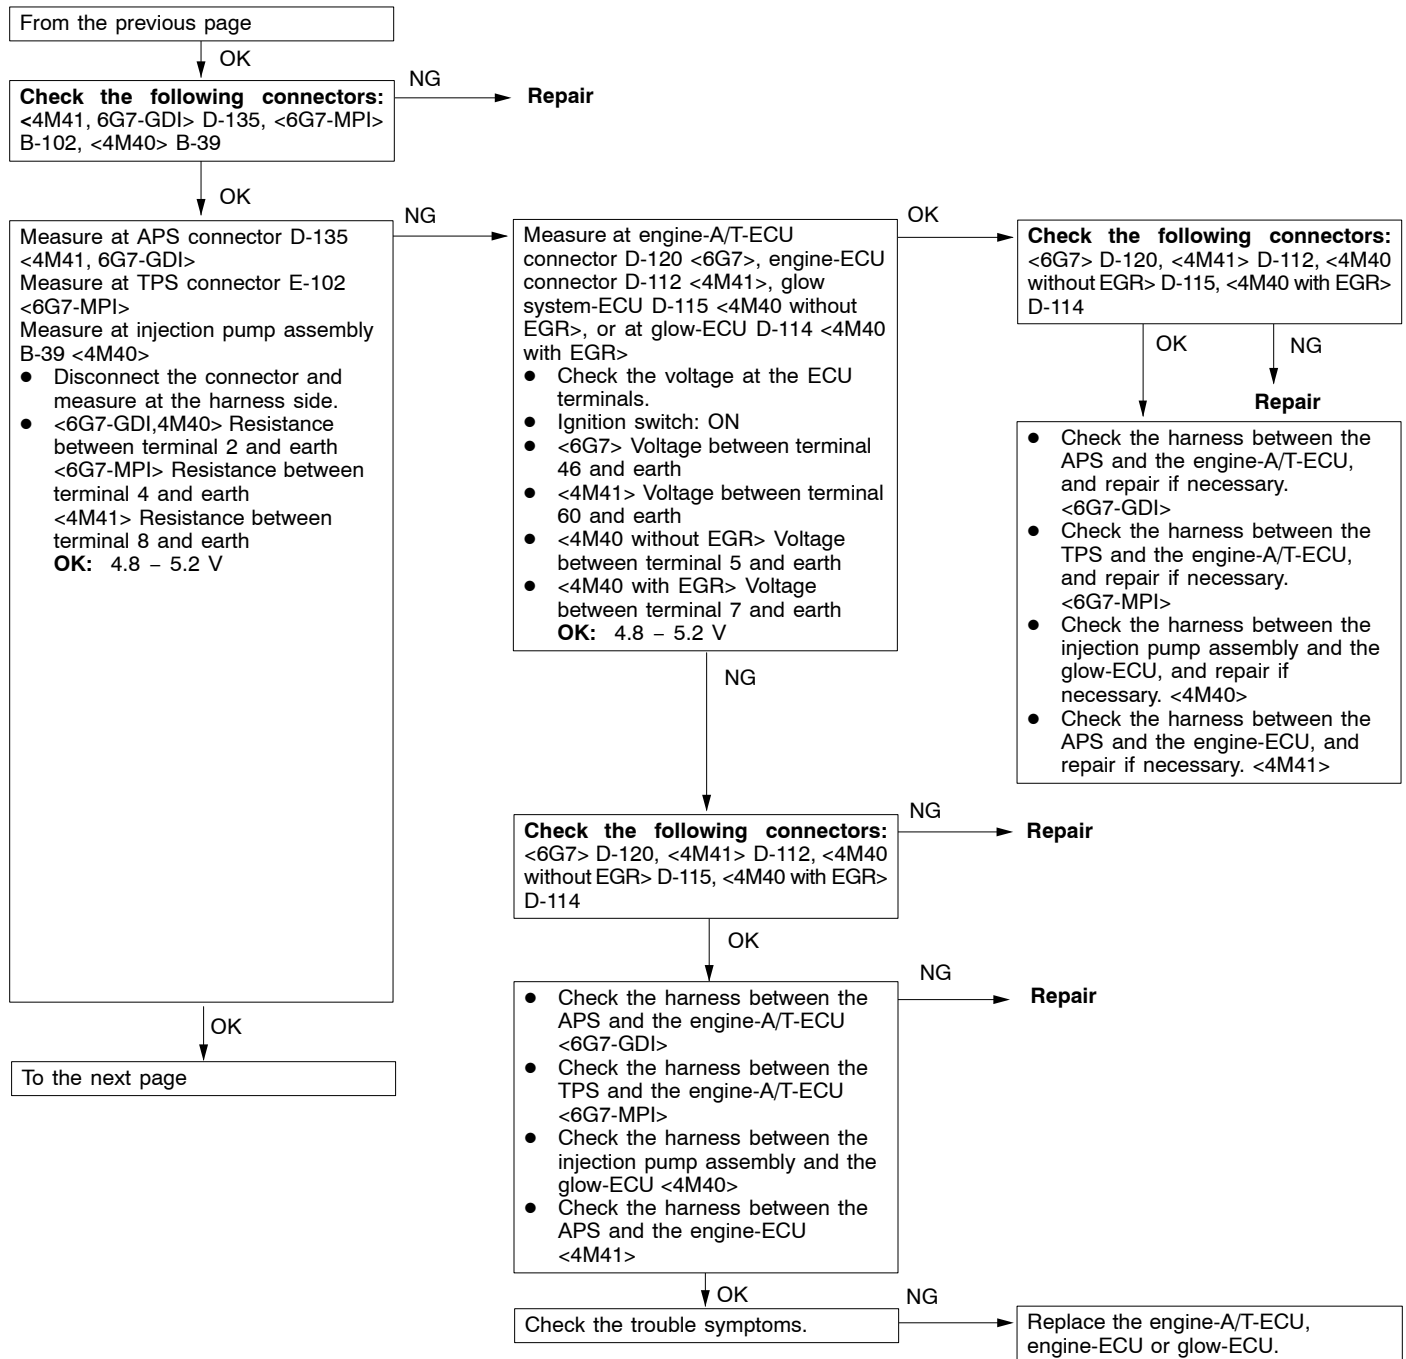 From the previous page
OK
Check the following connectors:
<4M41, 6G7-GDI> D-135, <6G7-MPI>
B-102, <4M40> B-39
NG
Repair
OK
Measure at APS connector D-135
<4M41, 6G7-GDI>
Measure at TPS connector E-102
<6G7-MPI>
Measure at injection pump assembly
B-39 <4M40>
● Disconnect the connector and
measure at the harness side.
● <6G7-GDI,4M40> Resistance
between terminal 2 and earth
<6G7-MPI> Resistance between
terminal 4 and earth
<4M41> Resistance between
terminal 8 and earth
OK: 4.8 – 5.2 V
NG
Measure at engine-A/T-ECU
connector D-120 <6G7>, engine-ECU
connector D-112 <4M41>, glow
system-ECU D-115 <4M40 without
EGR>, or at glow-ECU D-114 <4M40
with EGR>
● Check the voltage at the ECU
terminals.
● Ignition switch: ON
● <6G7> Voltage between terminal
46 and earth
● <4M41> Voltage between terminal
60 and earth
● <4M40 without EGR> Voltage
between terminal 5 and earth
● <4M40 with EGR> Voltage
between terminal 7 and earth
OK: 4.8 – 5.2 V
OK
Check the following connectors:
<6G7> D-120, <4M41> D-112, <4M40
without EGR> D-115, <4M40 with EGR>
D-114
OK
NG
Repair
● Check the harness between the
APS and the engine-A/T-ECU,
and repair if necessary.
<6G7-GDI>
● Check the harness between the
TPS and the engine-A/T-ECU,
and repair if necessary.
<6G7-MPI>
● Check the harness between the
injection pump assembly and the
glow-ECU, and repair if
necessary. <4M40>
● Check the harness between the
APS and the engine-ECU, and
repair if necessary. <4M41>
NG
Check the following connectors:
<6G7> D-120, <4M41> D-112, <4M40
without EGR> D-115, <4M40 with EGR>
D-114
NG
Repair
OK
● Check the harness between the
APS and the engine-A/T-ECU
<6G7-GDI>
● Check the harness between the
TPS and the engine-A/T-ECU
<6G7-MPI>
● Check the harness between the
injection pump assembly and the
glow-ECU <4M40>
● Check the harness between the
APS and the engine-ECU
<4M41>
NG
Repair
OK
To the next page
OK
Check the trouble symptoms.
NG
Replace the engine-A/T-ECU,
engine-ECU or glow-ECU.